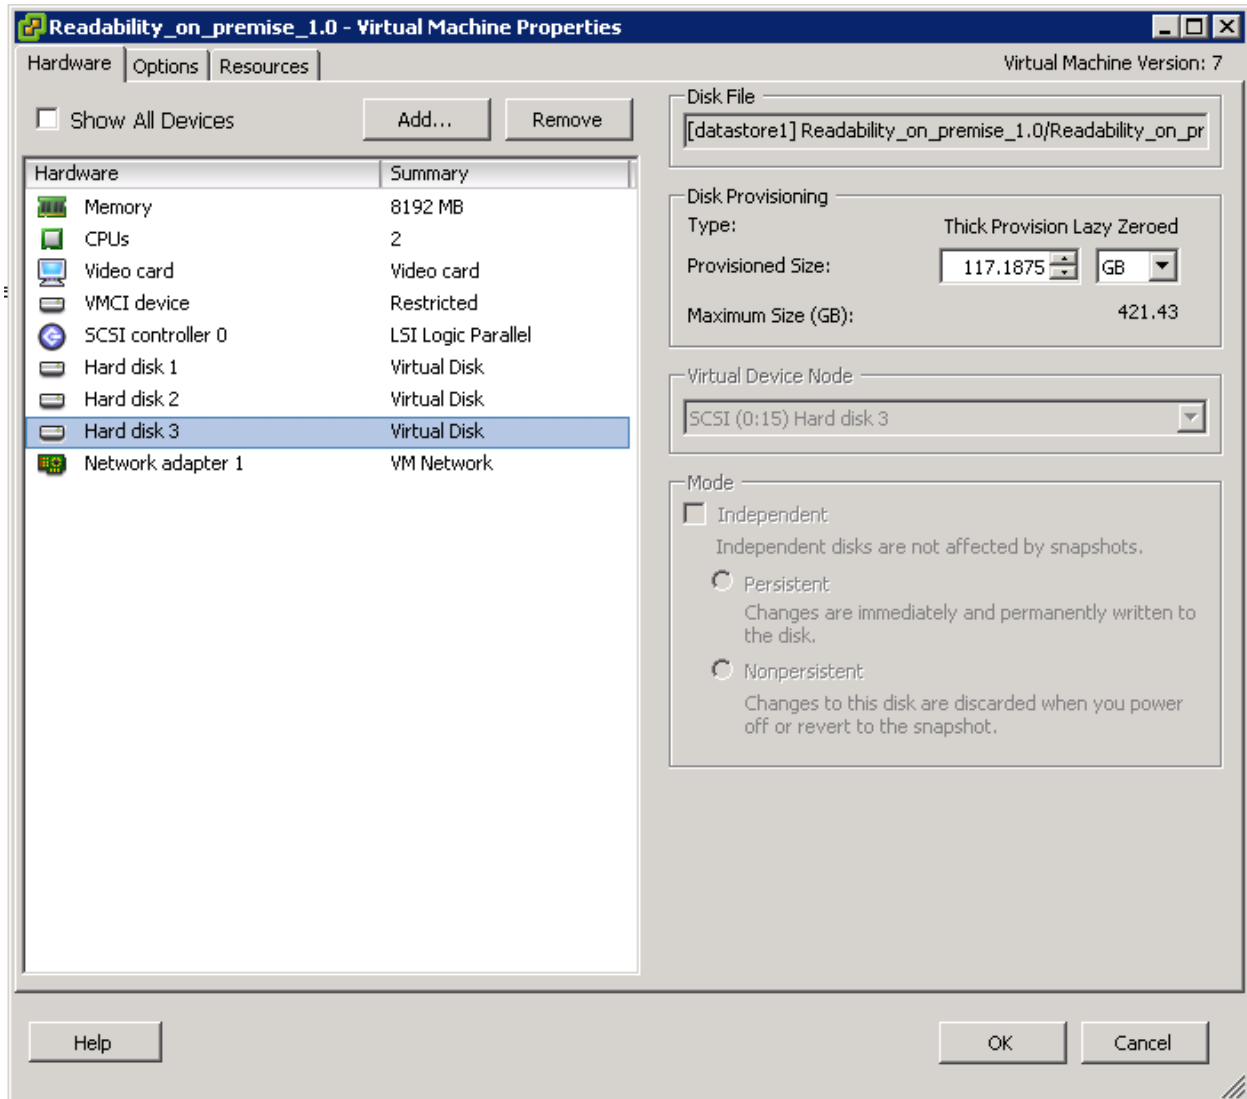 Readability_on_premise_1.0 - Virtual Machine Properties
Hardware Options Resources
Virtual Machine Version: 7
Show All Devices
Add...
Remove
Hardware Summary
Memory 8192 MB
CPUs 2
Video card Video card
VMCI device Restricted
SCSI controller 0 LSI Logic Parallel
Hard disk 1 Virtual Disk
Hard disk 2 Virtual Disk
Hard disk 3 Virtual Disk
Network adapter 1 VM Network
Disk File
[datastore1] Readability_on_premise_1.0/Readability_on_pr
Disk Provisioning
Type: Thick Provision Lazy Zeroed
Provisioned Size: 117.1875 GB
Maximum Size (GB): 421.43
Virtual Device Node
SCSI (0:15) Hard disk 3
Mode
Independent
Independent disks are not affected by snapshots.
Persistent
Changes are immediately and permanently written to
the disk.
Nonpersistent
Changes to this disk are discarded when you power
off or revert to the snapshot.
Help
OK
Cancel